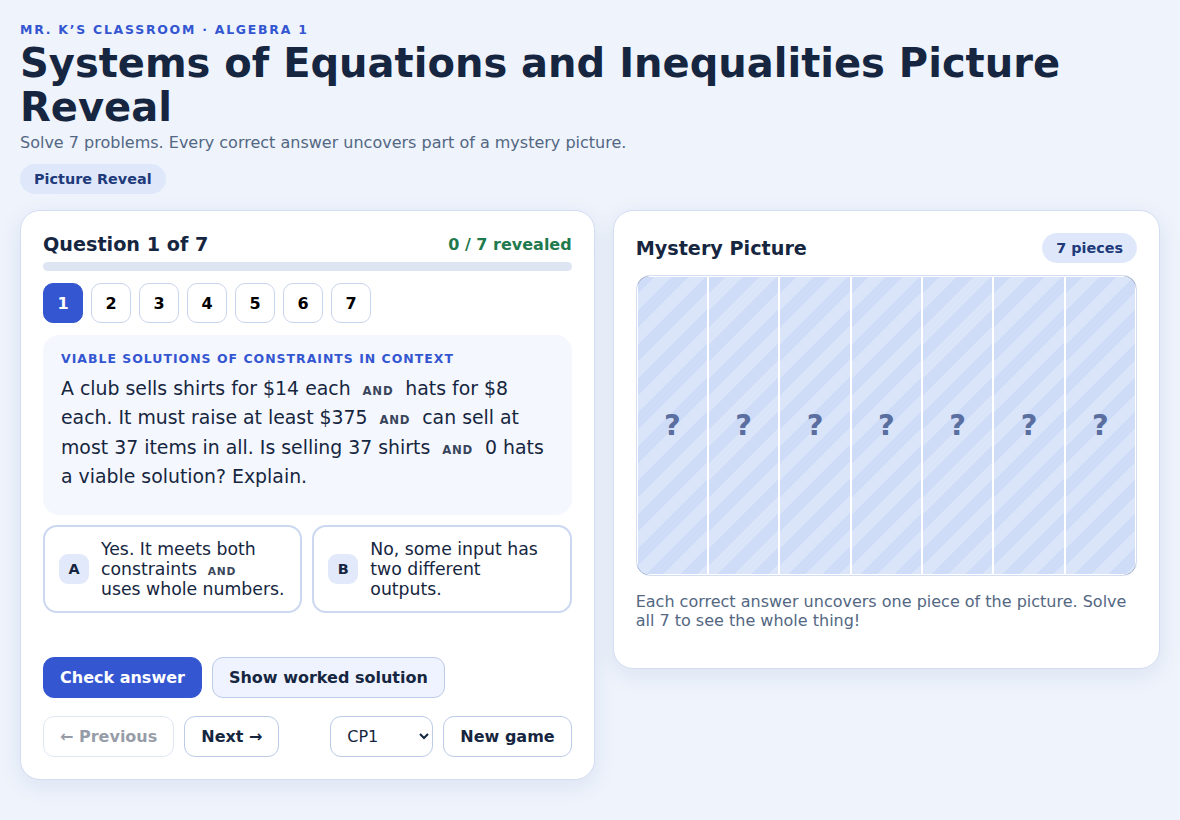 MR. K’S CLASSROOM · ALGEBRA 1
Systems of Equations and Inequalities Picture
Reveal
Solve 7 problems. Every correct answer uncovers part of a mystery picture.
Picture Reveal
Question 1 of 7
0 / 7 revealed
1 2 3 4 5 6 7
VIABLE SOLUTIONS OF CONSTRAINTS IN CONTEXT
A club sells shirts for $14 each AND hats for $8
each. It must raise at least $375 AND can sell at
most 37 items in all. Is selling 37 shirts AND 0 hats
a viable solution? Explain.
A
Yes. It meets both
constraints AND
uses whole numbers.
B
No, some input has
two different
outputs.
Check answer
Show worked solution
← Previous
Next →
CP1
New game
Mystery Picture
7 pieces
? ? ? ? ? ? ?
Each correct answer uncovers one piece of the picture. Solve
all 7 to see the whole thing!